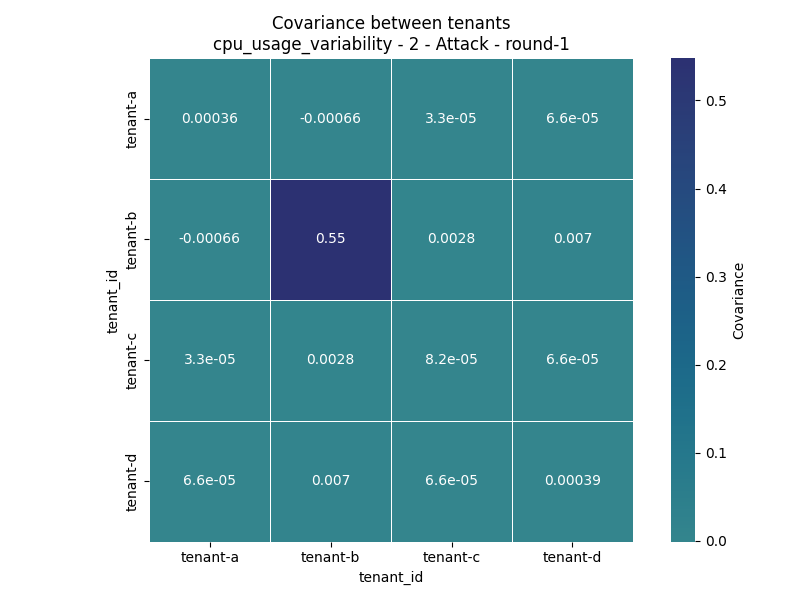 Covariance between tenants
cpu_usage_variability - 2 - Attack - round-1
tenant-a
0.00036
-0.00066
3.3e-05
6.6e-05
tenant-b
-0.00066
0.55
0.0028
0.007
tenant-c
3.3e-05
0.0028
8.2e-05
6.6e-05
tenant-d
6.6e-05
0.007
6.6e-05
0.00039
tenant_id
tenant-a
tenant-b
tenant-c
tenant-d
tenant_id
0.5
0.4
0.3
0.2
0.1
0.0
Covariance